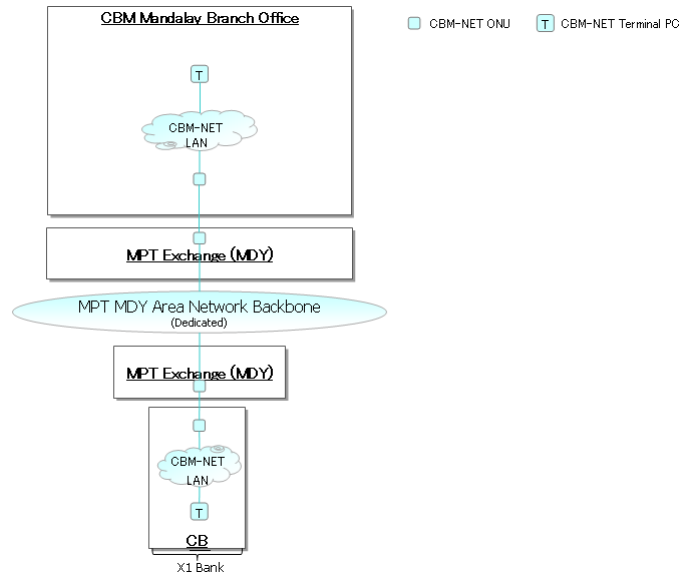 CBM Mandalay Branch Office
CBM-NET ONU
T
CBM-NET Terminal PC
T
CBM-NET
LAN
MPT Exchange (MDY)
MPT MDY Area Network Backbone
(Dedicated)
MPT Exchange (MDY)
CBM-NET
LAN
T
CB
X1 Bank